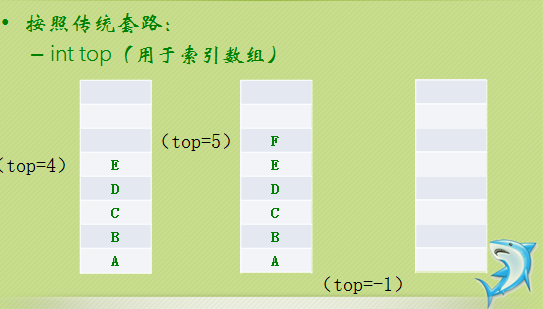 • 按照传统套路：
– int top（用于索引数组）
（top=5） F
（top=4） E E
D D
C C
B B
A A
（top=-1）